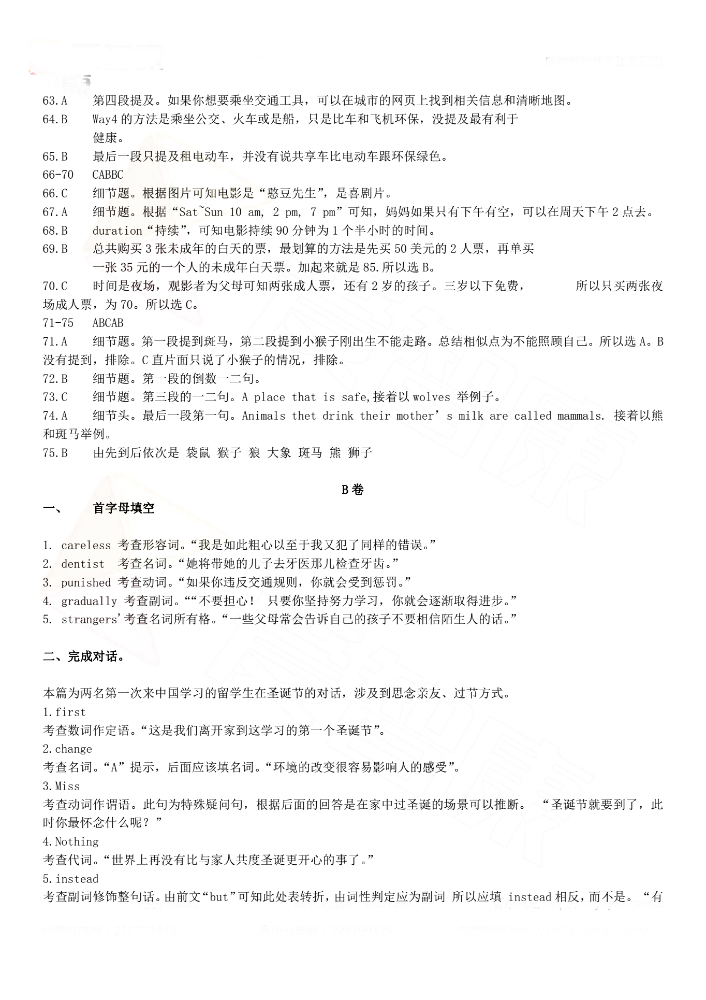 63.A 第四段提及。如果你想要乘坐交通工具，可以在城市的网页上找到相关信息和清晰地图。
64.B Way4 的方法是乘坐公交、火车或是船，只是比车和飞机环保，没提及最有利于
健康。
65.B 最后一段只提及租电动车，并没有说共享车比电动车跟环保绿色。
66-70 CABBC
66.C 细节题。根据图片可知电影是“憨豆先生”，是喜剧片。
67.A 细节题。根据“Sat~Sun 10 am, 2 pm, 7 pm”可知，妈妈如果只有下午有空，可以在周天下午 2 点去。
68.B duration“持续”，可知电影持续 90 分钟为 1 个半小时的时间。
69.B 总共购买 3 张未成年的白天的票，最划算的方法是先买 50 美元的 2 人票，再单买
一张 35 元的一个人的未成年白天票。加起来就是 85.所以选 B。
70.C 时间是夜场，观影者为父母可知两张成人票，还有 2 岁的孩子。三岁以下免费， 所以只买两张夜
场成人票，为 70。所以选 C。
71-75 ABCAB
71.A 细节题。第一段提到斑马，第二段提到小猴子刚出生不能走路。总结相似点为不能照顾自己。所以选 A。B
没有提到，排除。C 直片面只说了小猴子的情况，排除。
72.B 细节题。第一段的倒数一二句。
73.C 细节题。第三段的一二句。A place that is safe,接着以 wolves 举例子。
74.A 细节头。最后一段第一句。Animals thet drink their mother’s milk are called mammals. 接着以熊
和斑马举例。
75.B 由先到后依次是 袋鼠 猴子 狼 大象 斑马 熊 狮子
B 卷
一、 首字母填空
1. careless 考查形容词。“我是如此粗心以至于我又犯了同样的错误。”
2. dentist 考查名词。“她将带她的儿子去牙医那儿检查牙齿。”
3. punished 考查动词。“如果你违反交通规则，你就会受到惩罚。”
4. gradually 考查副词。““不要担心！ 只要你坚持努力学习，你就会逐渐取得进步。”
5. strangers'考查名词所有格。“一些父母常会告诉自己的孩子不要相信陌生人的话。”
二、完成对话。
本篇为两名第一次来中国学习的留学生在圣诞节的对话，涉及到思念亲友、过节方式。
1.first
考查数词作定语。“这是我们离开家到这学习的第一个圣诞节”。
2.change
考查名词。“A”提示，后面应该填名词。“环境的改变很容易影响人的感受”。
3.Miss
考查动词作谓语。此句为特殊疑问句，根据后面的回答是在家中过圣诞的场景可以推断。 “圣诞节就要到了，此
时你最怀念什么呢？”
4.Nothing
考查代词。“世界上再没有比与家人共度圣诞更开心的事了。”
5.instead
考查副词修饰整句话。由前文“but”可知此处表转折，由词性判定应为副词 所以应填 instead 相反，而不是。“有